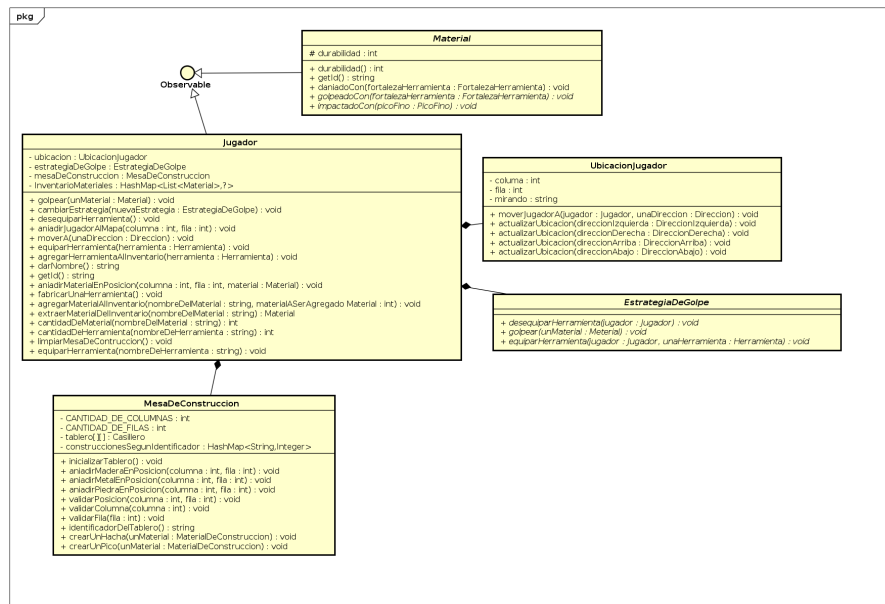 pkg
Material
# durabilidad : int
+ durabilidad() : int
+ getId() : string
+ daniadoCon(fortalezaHerramienta : FortalezaHerramienta) : void
+ golpeadoCon(fortalezaHerramienta : FortalezaHerramienta) : void
+ impactadoCon(picoFino : PicoFino) : void
Observable
Jugador
- ubicacion : UbicacionJugador
- estrategiaDeGolpe : EstrategiaDeGolpe
- mesaDeConstruccion : MesaDeConstruccion
- InventarioMateriales : HashMap<List<Material>,?>
+ golpear(unMaterial : Material) : void
+ cambiarEstrategia(nuevaEstrategia : EstrategiaDeGolpe) : void
+ desequiparHerramienta() : void
+ aniadirJugadorAlMapa(columna : int, fila : int) : void
+ moverA(unaDireccion : Direccion) : void
+ equiparHerramienta(herramienta : Herramienta) : void
+ agregarHerramientaAlInventario(herramienta : Herramienta) : void
+ darNombre() : string
+ getId() : string
+ aniadirMaterialEnPosicion(columna : int, fila : int, material : Material) : void
+ fabricarUnaHerramienta() : void
+ agregarMaterialAlInventario(nombreDelMaterial : string, materialASerAgregado Material : int) : void
+ extraerMaterialDelInventario(nombreDelMaterial : string) : Material
+ cantidadDeMaterial(nombreDelMaterial : string) : int
+ cantidadDeHerramienta(nombreDeHerramienta : string) : int
+ limpiarMesaDeContruccion() : void
+ equiparHerramienta(nombreDeHerramienta : string) : void
UbicacionJugador
- columa : int
- fila : int
- mirando : string
+ moverJugadorA(jugador : Jugador, unaDireccion : Direccion) : void
+ actualizarUbicacion(direccionIzquierda : DireccionIzquierda) : void
+ actualizarUbicacion(direccionDerecha : DireccionDerecha) : void
+ actualizarUbicacion(direccionArriba : DireccionArriba) : void
+ actualizarUbicacion(direccionAbajo : DireccionAbajo) : void
EstrategiaDeGolpe
+ desequiparHerramienta(jugador : Jugador) : void
+ golpear(unMaterial : Meterial) : void
+ equiparHerramienta(jugador : Jugador, unaHerramienta : Herramienta) : void
MesaDeConstruccion
- CANTIDAD_DE_COLUMNAS : int
- CANTIDAD_DE_FILAS : int
- tablero[][] : Casillero
- construccionesSegunIdentificador : HashMap<String,Integer>
+ inicializarTablero() : void
+ aniadirMaderaEnPosicion(columna : int, fila : int) : void
+ aniadirMetalEnPosicion(columna : int, fila : int) : void
+ aniadirPiedraEnPosicion(columna : int, fila : int) : void
+ validarPosicion(columna : int, fila : int) : void
+ validarColumna(columna : int) : void
+ validarFila(fila : int) : void
+ identificadorDelTablero() : string
+ crearUnHacha(unMaterial : MaterialDeConstruccion) : void
+ crearUnPico(unMaterial : MaterialDeConstruccion) : void